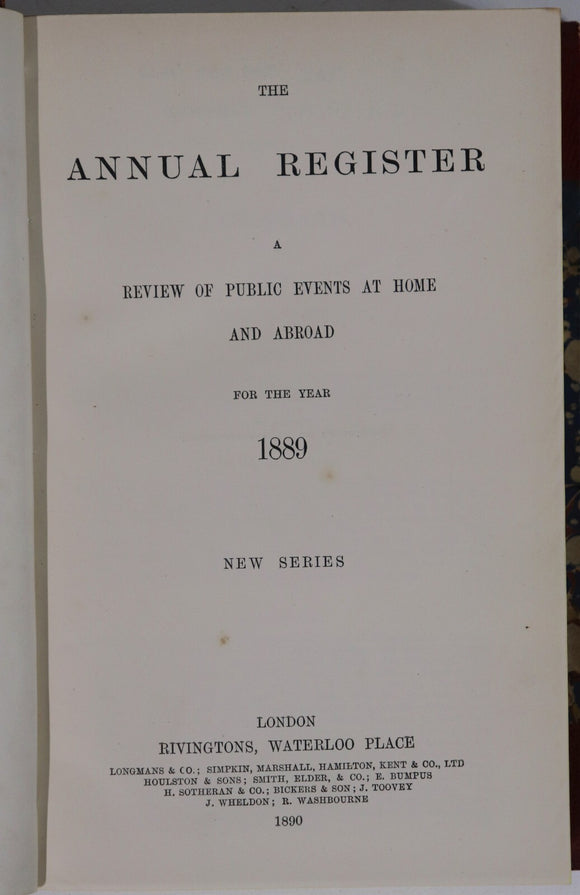 THE
ANNUAL REGISTER
A
REVIEW OF PUBLIC EVENTS AT HOME
AND ABROAD
FOR THE YEAR
1889
NEW SERIES
LONDON
RIVINGTONS, WATERLOO PLACE
LONGMANS & CO.; SIMPKIN, MARSHALL, HAMILTON, KENT & CO., LTD
HOULSTON & SONS; SMITH, ELDER, & CO.; E. BUMPUS
H. SOTHERAN & CO.; BICKERS & SON; J. TOOVEY
J. WHELDON; R. WASHBOURNE
1890